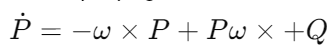 Ṗ = −ω × P + Pω × +Q